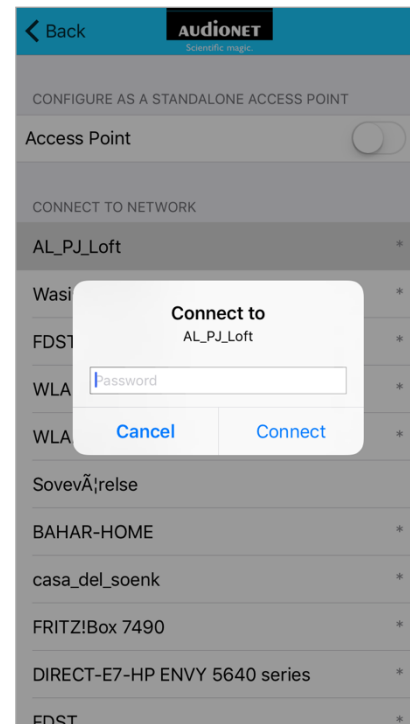 Back
AUDIONET
Scientific magic.
CONFIGURE AS A STANDALONE ACCESS POINT
Access Point
CONNECT TO NETWORK
AL_PJ_Loft *
Wasi *
Connect to
AL_PJ_Loft
FDST *
Password
WLA *
Cancel Connect
WLA *
SovevÃ¦relse
BAHAR-HOME *
casa_del_soenk *
FRITZ!Box 7490 *
DIRECT-E7-HP ENVY 5640 series *
FDST *